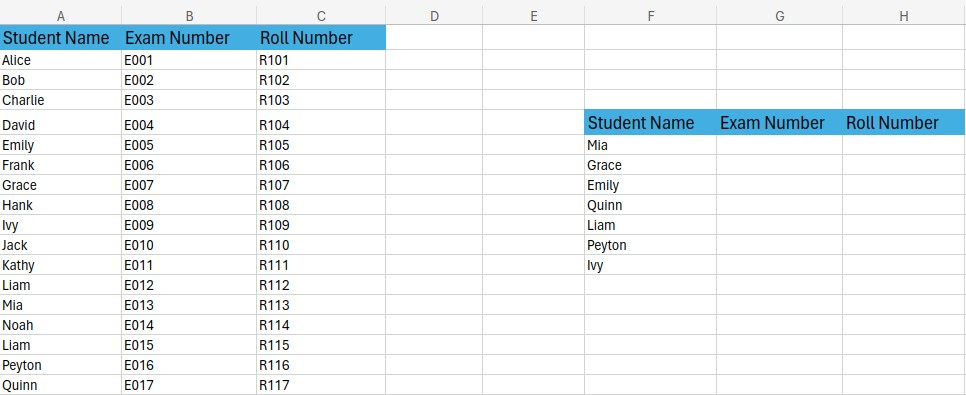 A B C D E F G H
Student Name Exam Number Roll Number
Alice E001 R101
Bob E002 R102
Charlie E003 R103
David E004 R104 Student Name Exam Number Roll Number
Emily E005 R105 Mia
Frank E006 R106 Grace
Grace E007 R107 Emily
Hank E008 R108 Quinn
Ivy E009 R109 Liam
Jack E010 R110 Peyton
Kathy E011 R111 Ivy
Liam E012 R112
Mia E013 R113
Noah E014 R114
Liam E015 R115
Peyton E016 R116
Quinn E017 R117